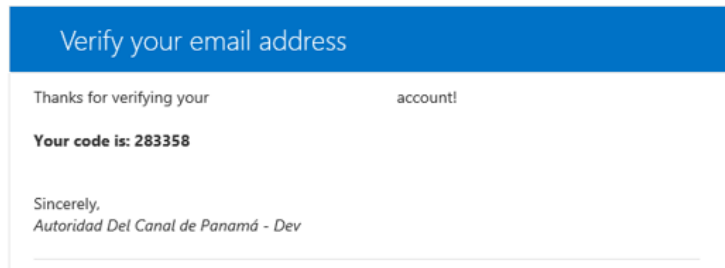 Verify your email address
Thanks for verifying your account!
Your code is: 283358
Sincerely,
Autoridad Del Canal de Panamá - Dev